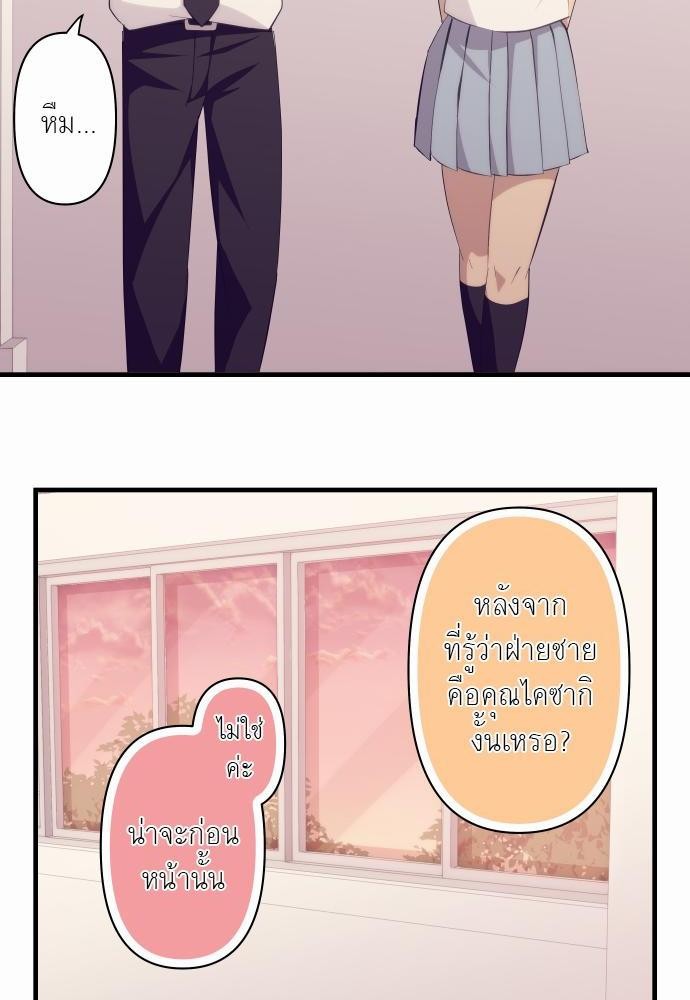 หืม...
หลังจาก
ที่รู้ว่าฝ่ายชาย
คือคุณไคซากิ
งั้นเหรอ?
ไม่ใช่
ค่ะ
น่าจะก่อน
หน้านั้น